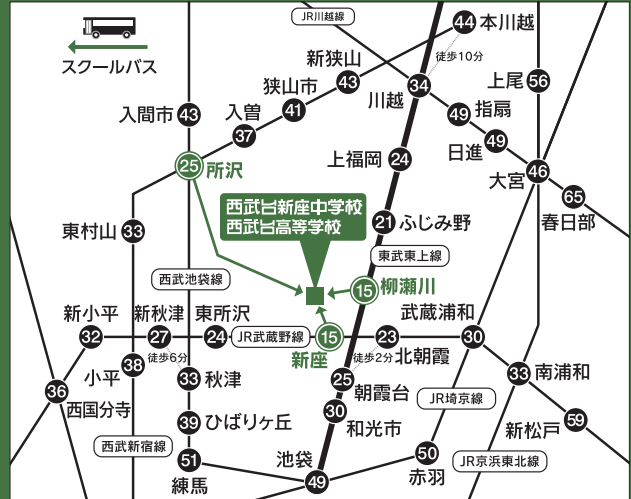 JR川越線
44 本川越
スクールバス
徒歩10分
新狭山
43
狭山市
41
川越
34
上尾 56
入間市 43
入曽
37
49 指扇
日進 49
上福岡 24
25 所沢
大宮 46
65
春日部
西武台新座中学校
西武台高等学校
21 ふじみ野
東村山 33
東武東上線
西武池袋線
15 柳瀬川
新小平 新秋津 東所沢
武蔵浦和
32 27 24 JR武蔵野線 15 23 30
新座
徒歩6分
徒歩2分 北朝霞
小平 38
33 秋津
25 朝霞台
33 南浦和
36 西国分寺
JR埼京線
39 ひばりヶ丘
30 和光市
新松戸 59
西武新宿線
51
練馬
池袋
49
50
赤羽
JR京浜東北線